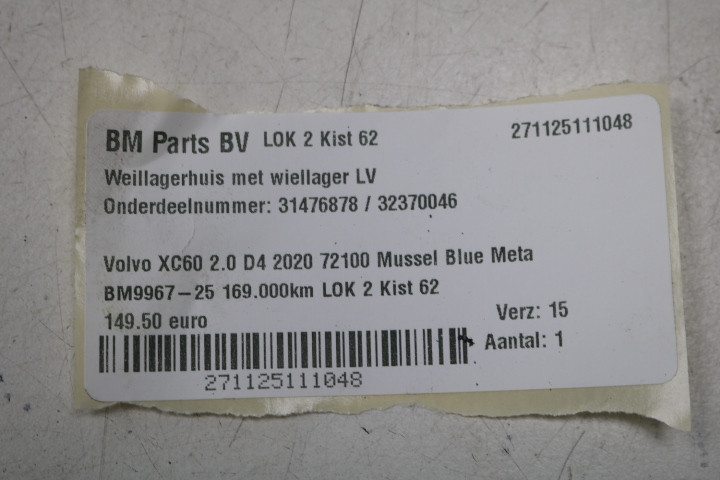 BM Parts BV LOK 2 Kist 62 271125111048
Weillagerhuis met wiellager LV
Onderdeelnummer: 31476878 / 32370046
Volvo XC60 2.0 D4 2020 72100 Mussel Blue Meta
BM9967-25 169.000km LOK 2 Kist 62
149.50 euro Verz: 15
Aantal: 1
271125111048